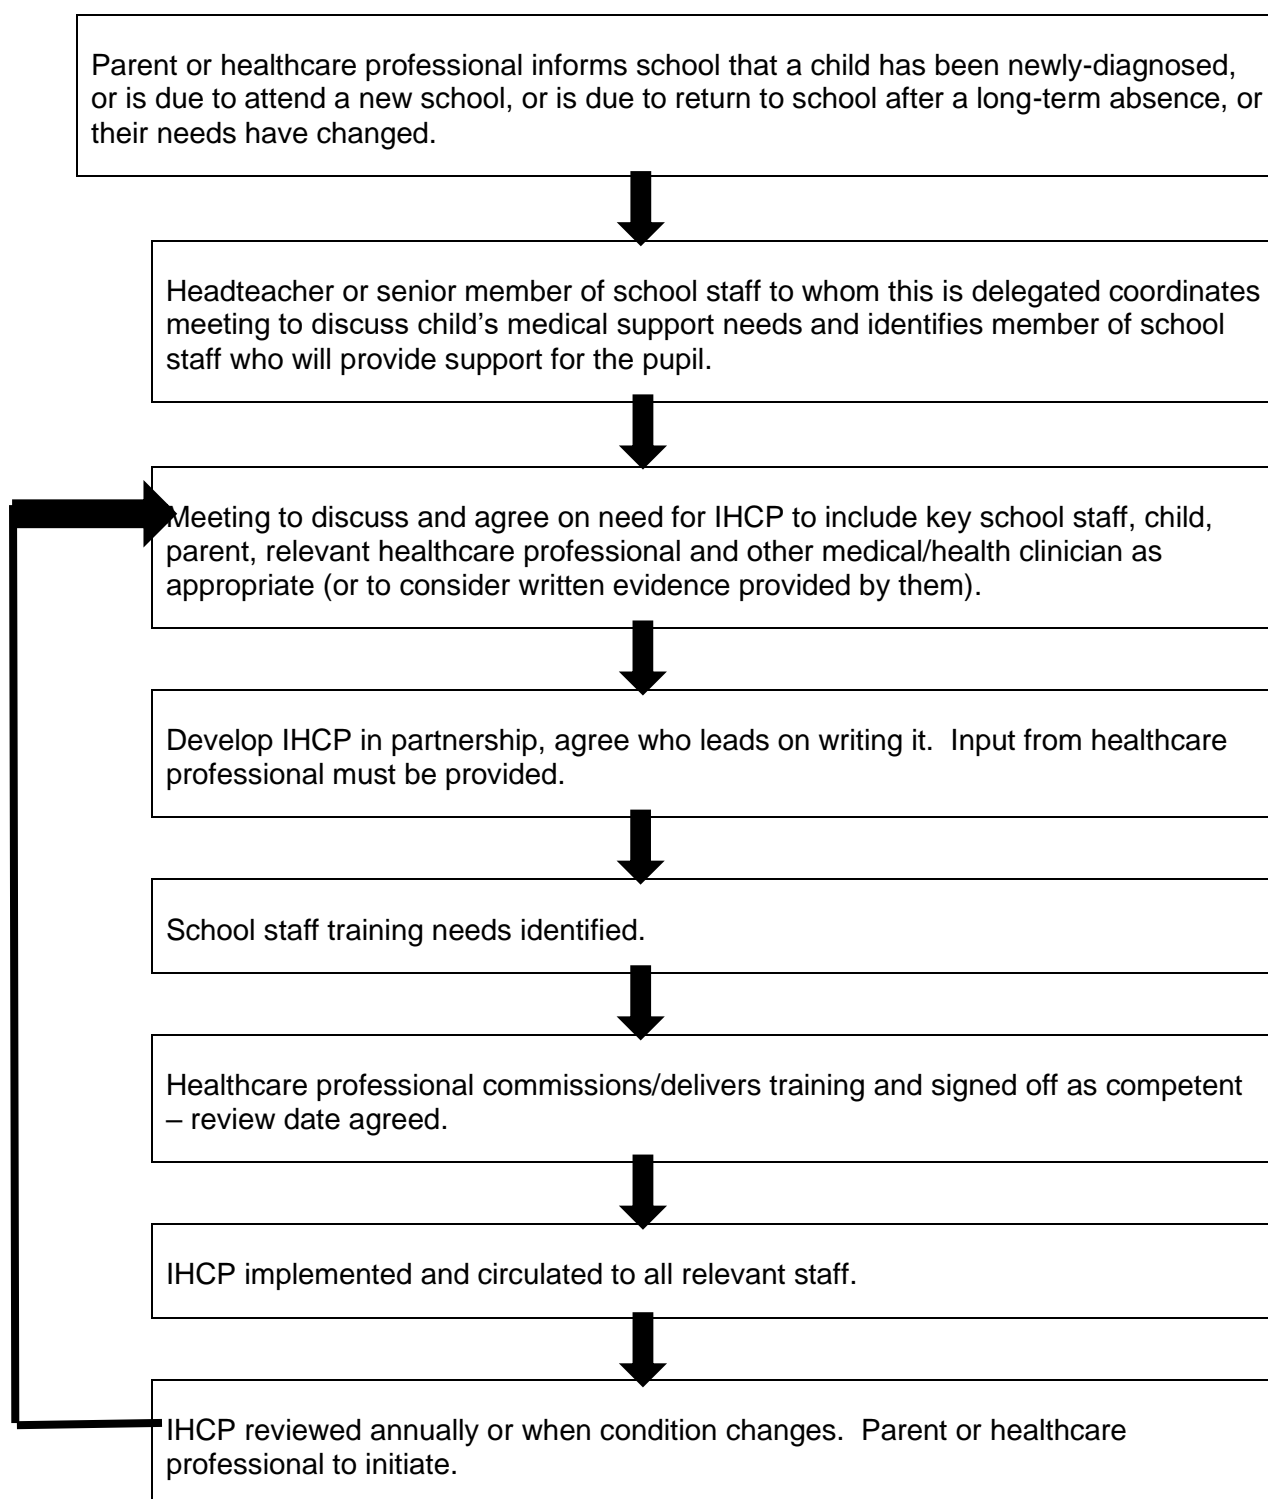 Parent or healthcare professional informs school that a child has been newly-diagnosed,
or is due to attend a new school, or is due to return to school after a long-term absence, or
their needs have changed.
Headteacher or senior member of school staff to whom this is delegated coordinates
meeting to discuss child's medical support needs and identifies member of school
staff who will provide support for the pupil.
Meeting to discuss and agree on need for IHCP to include key school staff, child,
parent, relevant healthcare professional and other medical/health clinician as
appropriate (or to consider written evidence provided by them).
Develop IHCP in partnership, agree who leads on writing it.  Input from healthcare
professional must be provided.
School staff training needs identified.
Healthcare professional commissions/delivers training and signed off as competent
– review date agreed.
IHCP implemented and circulated to all relevant staff.
IHCP reviewed annually or when condition changes.  Parent or healthcare
professional to initiate.